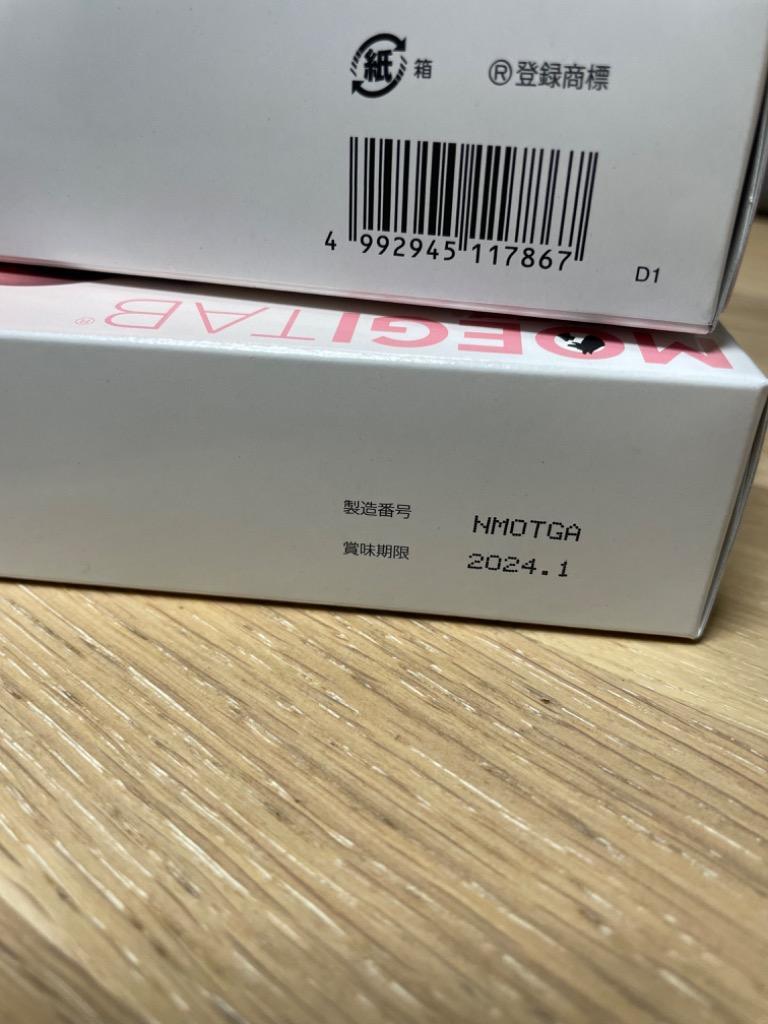 紙 箱 ®登録商標
4 992945 117867
D1
MOEGITAB®
製造番号 NMOTGA
賞味期限 2024.1